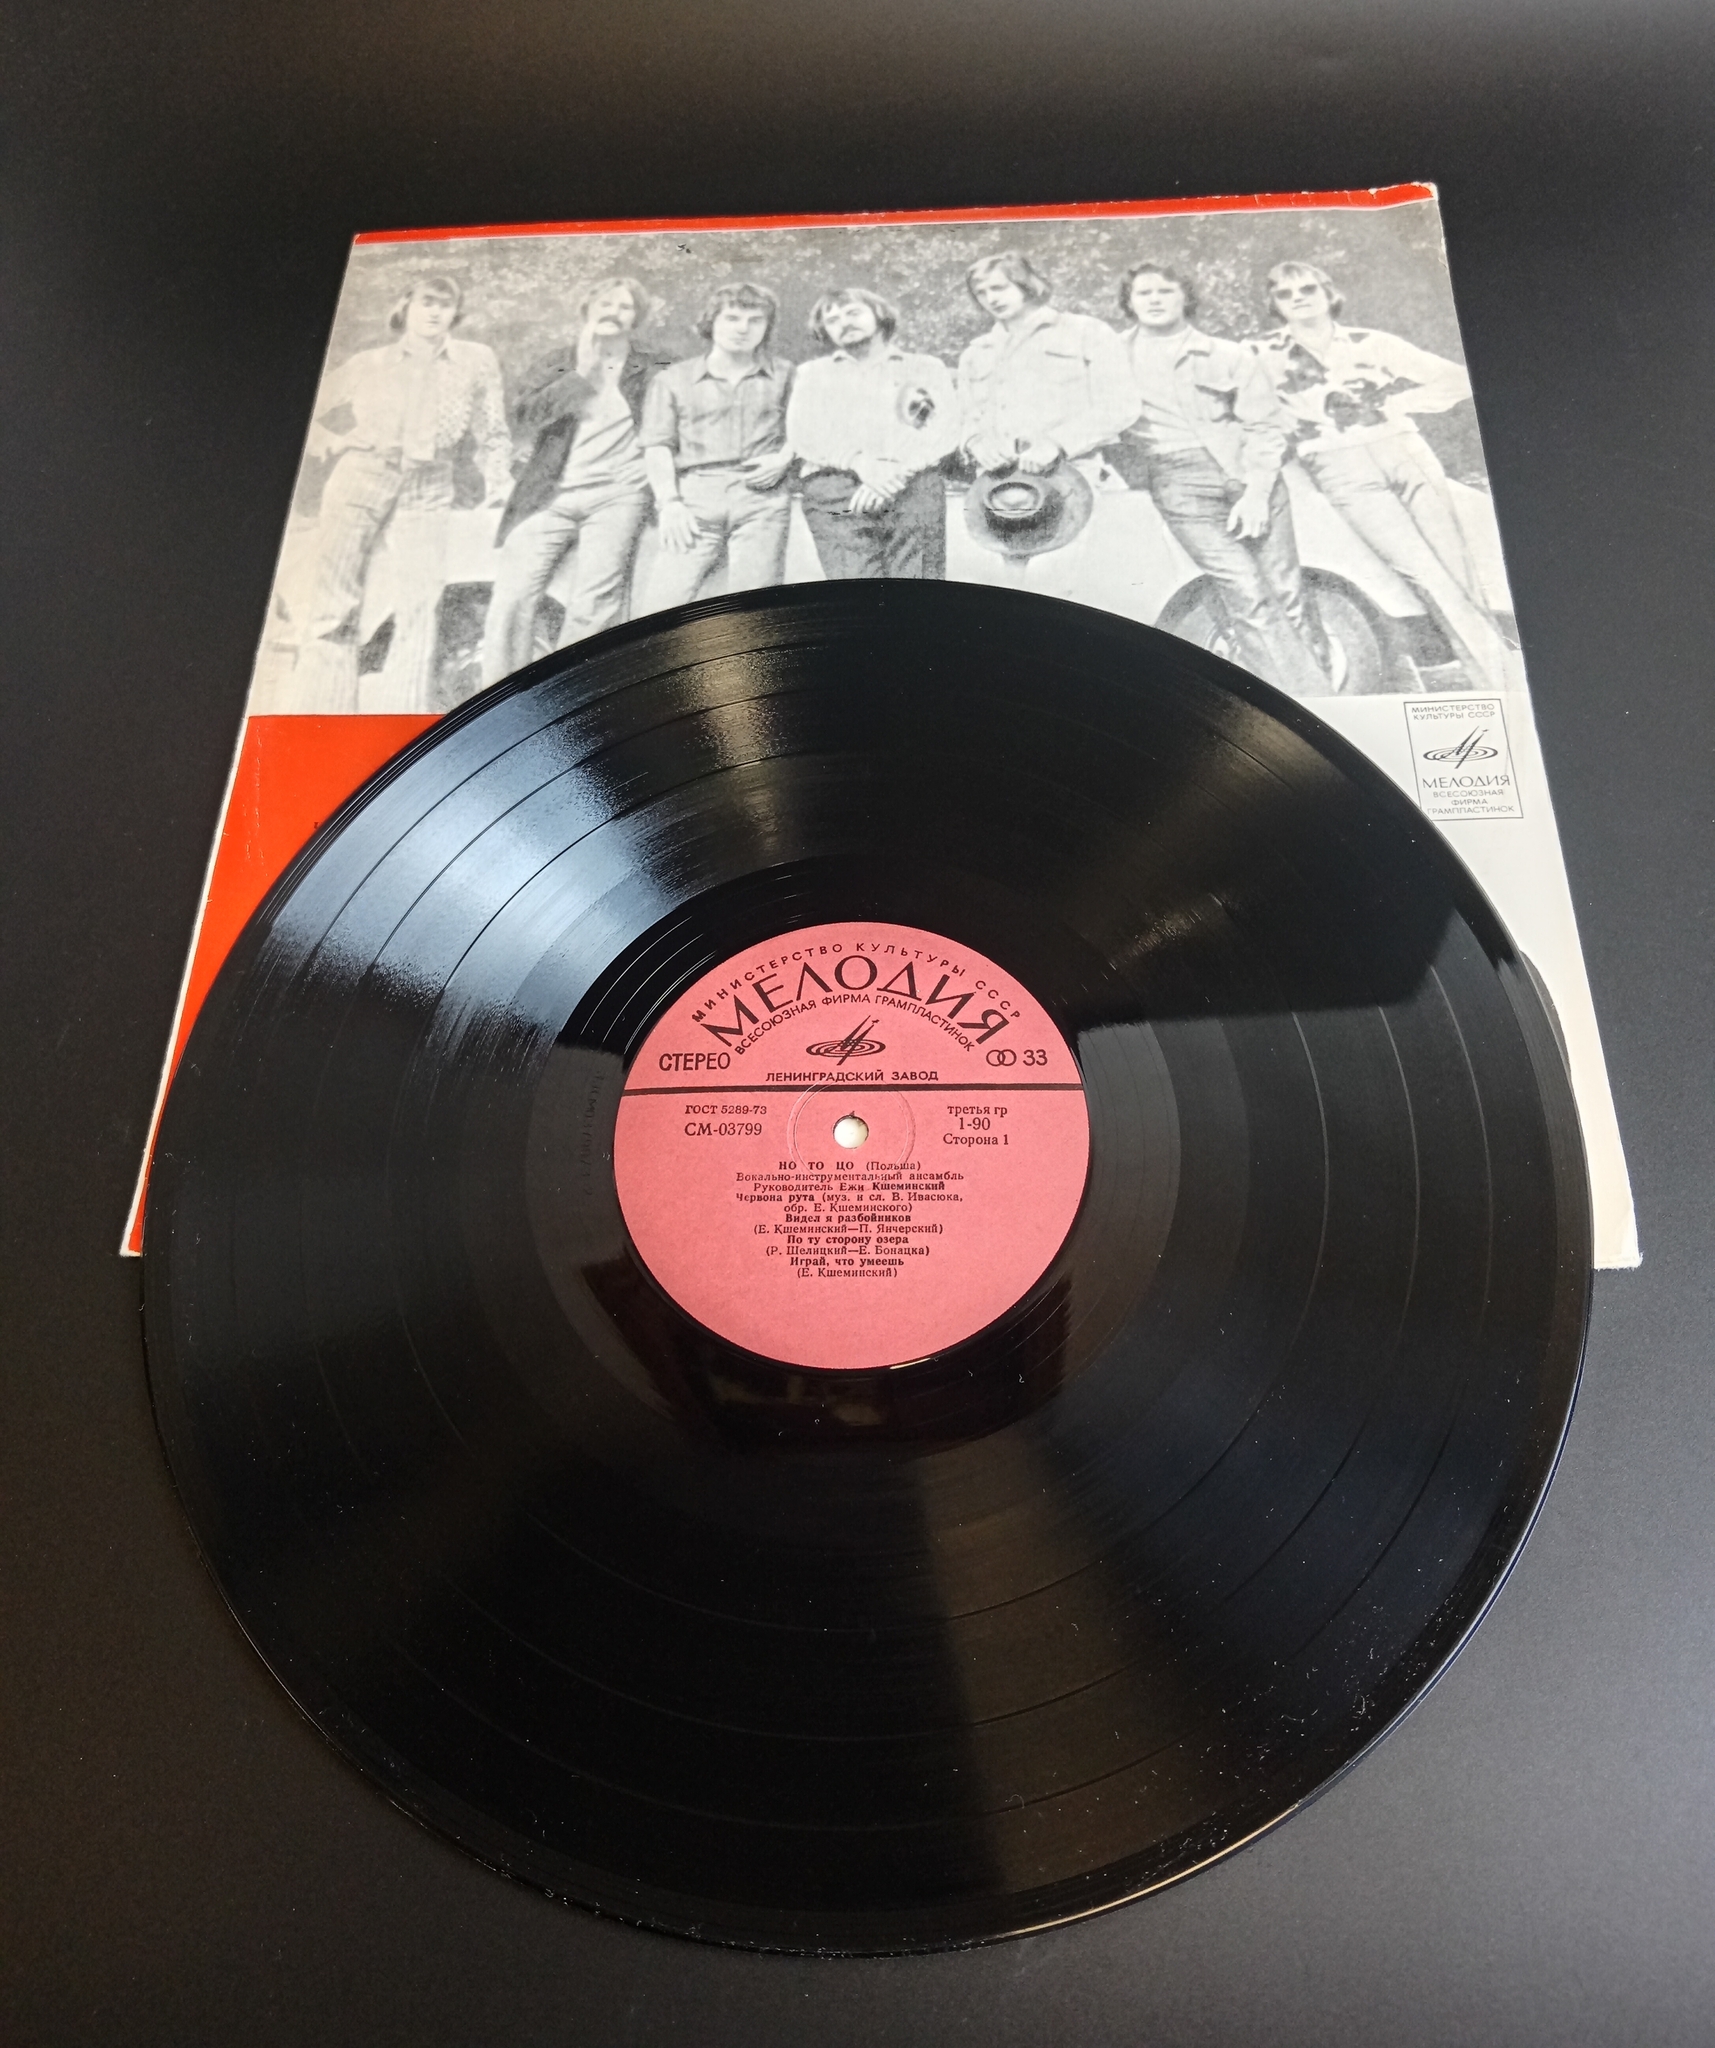 МИНИСТЕРСТВО
КУЛЬТУРЫ СССР
МЕЛОДИЯ
ВСЕСОЮЗНАЯ
ФИРМА
ГРАМПЛАСТИНОК
МИНИСТЕРСТВО КУЛЬТУРЫ СССР
МЕЛОДИЯ
ВСЕСОЮЗНАЯ ФИРМА ГРАМПЛАСТИНОК
СТЕРЕО 33
ЛЕНИНГРАДСКИЙ ЗАВОД
ГОСТ 5289-73 третья гр
СМ-03799 1-90
Сторона 1
НО ТО ЦО (Польша)
Вокально-инструментальный ансамбль
Руководитель Ежи Кшеминский
Червона рута (муз. и сл. В. Ивасюка,
обр. Е. Кшеминского)
Видел я разбойников
(Е. Кшеминский—П. Янчерский)
По ту сторону озера
(Р. Шелицкий—Е. Бонацка)
Играй, что умеешь
(Е. Кшеминский)